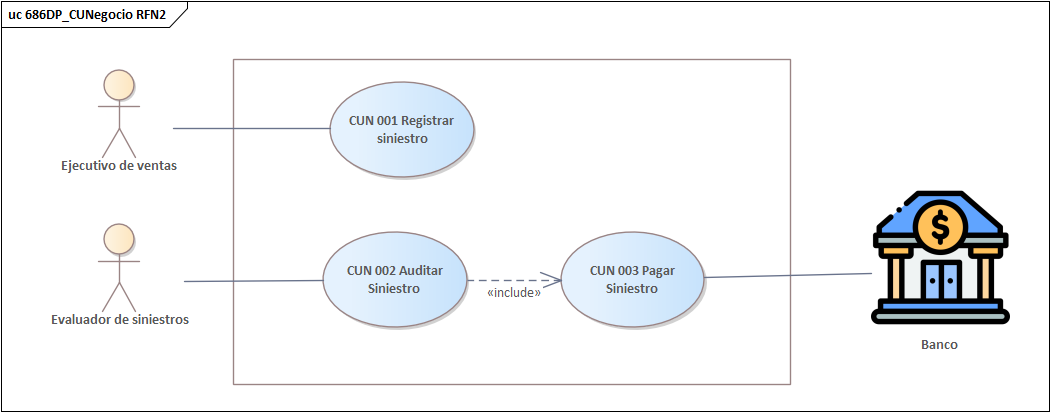 uc 686DP_CUNegocio RFN2
CUN 001 Registrar
siniestro
Ejecutivo de ventas
CUN 002 Auditar
Siniestro
«include»
CUN 003 Pagar
Siniestro
Evaluador de siniestros
$
Banco